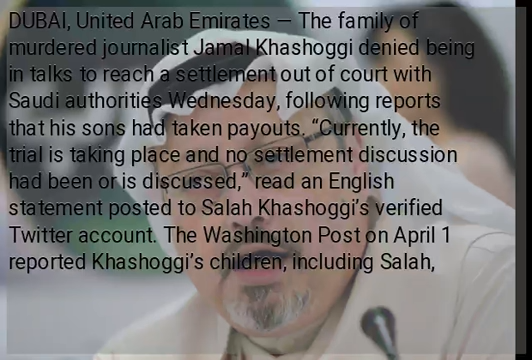 DUBAI, United Arab Emirates — The family of
murdered journalist Jamal Khashoggi denied being
in talks to reach a settlement out of court with
Saudi authorities Wednesday, following reports
that his sons had taken payouts. “Currently, the
trial is taking place and no settlement discussion
had been or is discussed,” read an English
statement posted to Salah Khashoggi’s verified
Twitter account. The Washington Post on April 1
reported Khashoggi’s children, including Salah,